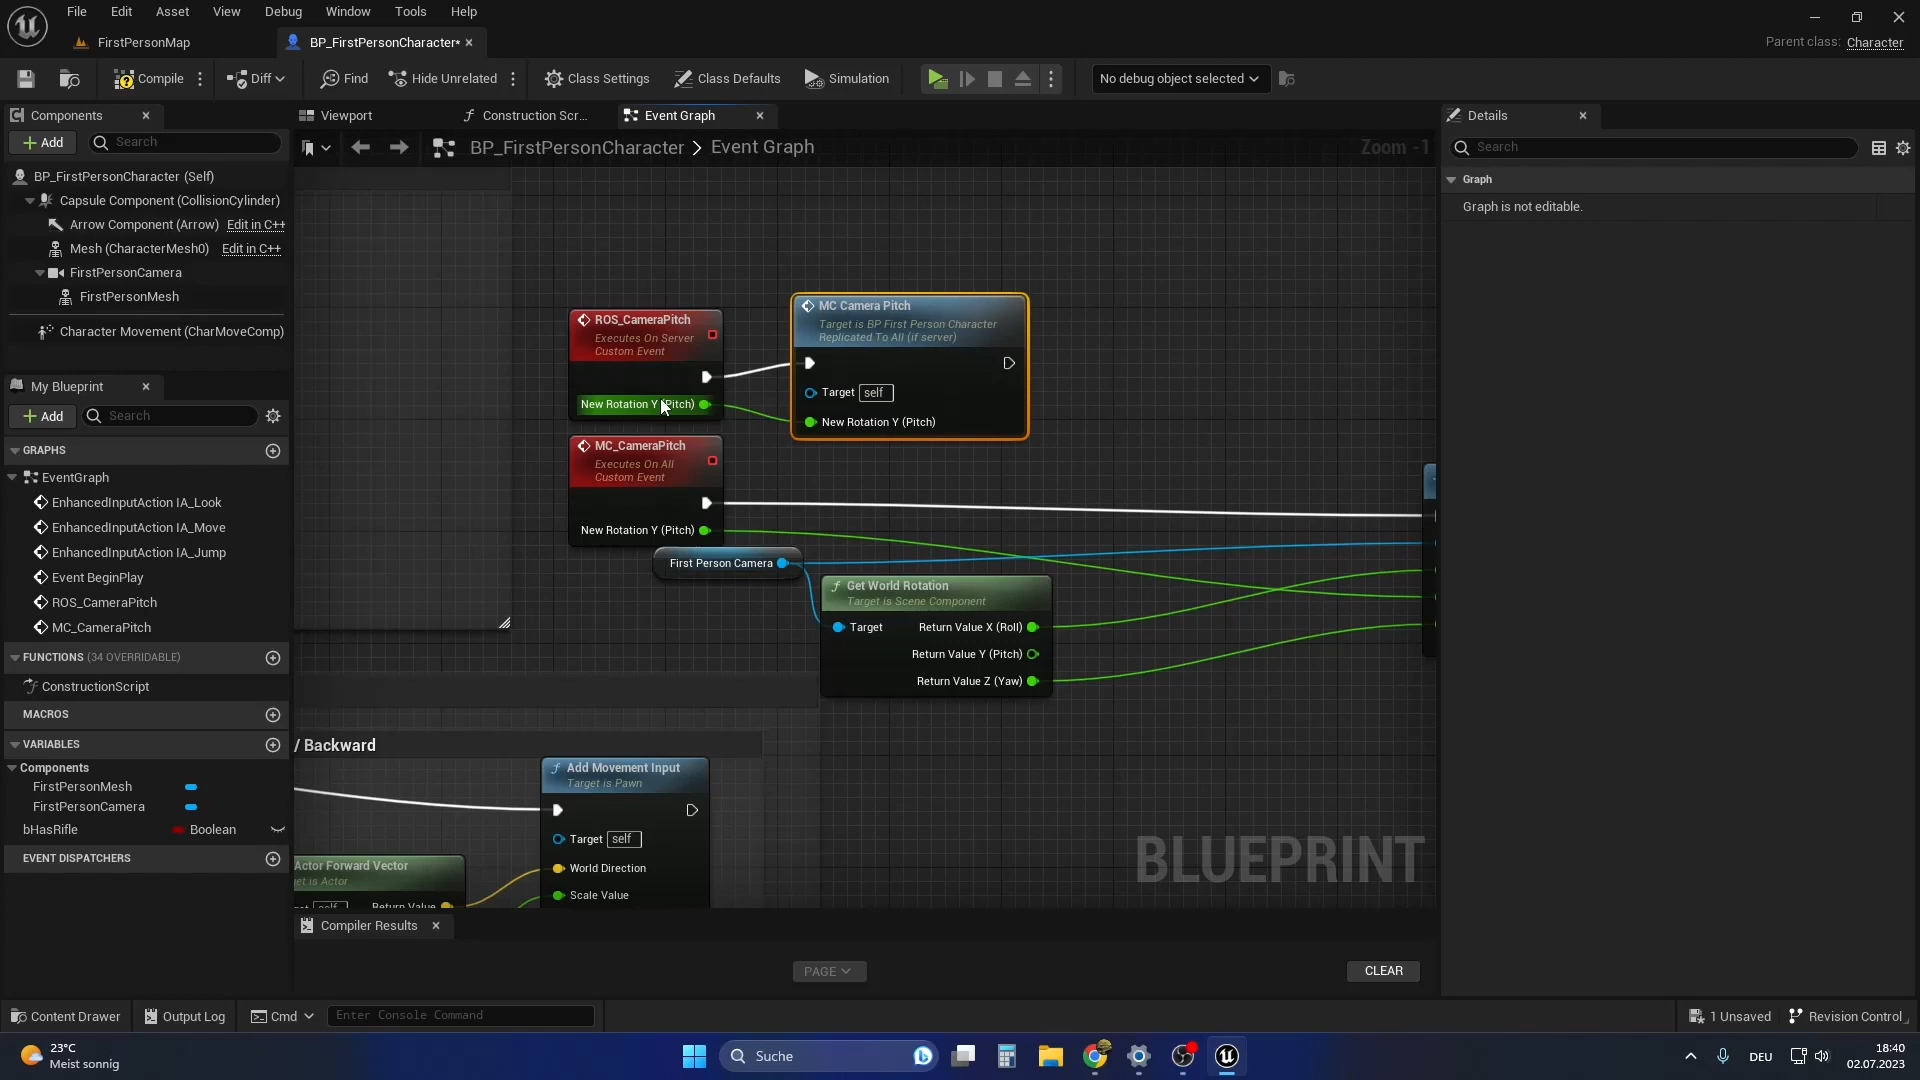 File Edit Asset View Debug Window Tools Help
FirstPersonMap
BP_FirstPersonCharacter*
Parent class: Character
Compile
Diff
Find
Hide Unrelated
Class Settings
Class Defaults
Simulation
No debug object selected
Components
Viewport
Construction Scr...
Event Graph
Details
Add
Search
BP_FirstPersonCharacter > Event Graph
Zoom -1
Search
BP_FirstPersonCharacter (Self)
Capsule Component (CollisionCylinder)
Arrow Component (Arrow) Edit in C++
Mesh (CharacterMesh0) Edit in C++
FirstPersonCamera
FirstPersonMesh
Character Movement (CharMoveComp)
Graph
Graph is not editable.
My Blueprint
Add
Search
GRAPHS
EventGraph
EnhancedInputAction IA_Look
EnhancedInputAction IA_Move
EnhancedInputAction IA_Jump
Event BeginPlay
ROS_CameraPitch
MC_CameraPitch
FUNCTIONS (34 OVERRIDABLE)
ConstructionScript
MACROS
VARIABLES
Components
FirstPersonMesh
FirstPersonCamera
bHasRifle Boolean
EVENT DISPATCHERS
ROS_CameraPitch
Executes On Server
Custom Event
New Rotation Y (Pitch)
MC Camera Pitch
Target is BP First Person Character
Replicated To All (if server)
Target self
New Rotation Y (Pitch)
MC_CameraPitch
Executes On All
Custom Event
New Rotation Y (Pitch)
First Person Camera
Get World Rotation
Target is Scene Component
Target Return Value X (Roll)
Return Value Y (Pitch)
Return Value Z (Yaw)
/ Backward
Add Movement Input
Target is Pawn
Target self
World Direction
Scale Value
Actor Forward Vector
is Actor
self Return Value
BLUEPRINT
Compiler Results
PAGE
CLEAR
Content Drawer
Output Log
Cmd
Enter Console Command
1 Unsaved
Revision Control
23°C
Meist sonnig
Suche
DEU
18:40
02.07.2023